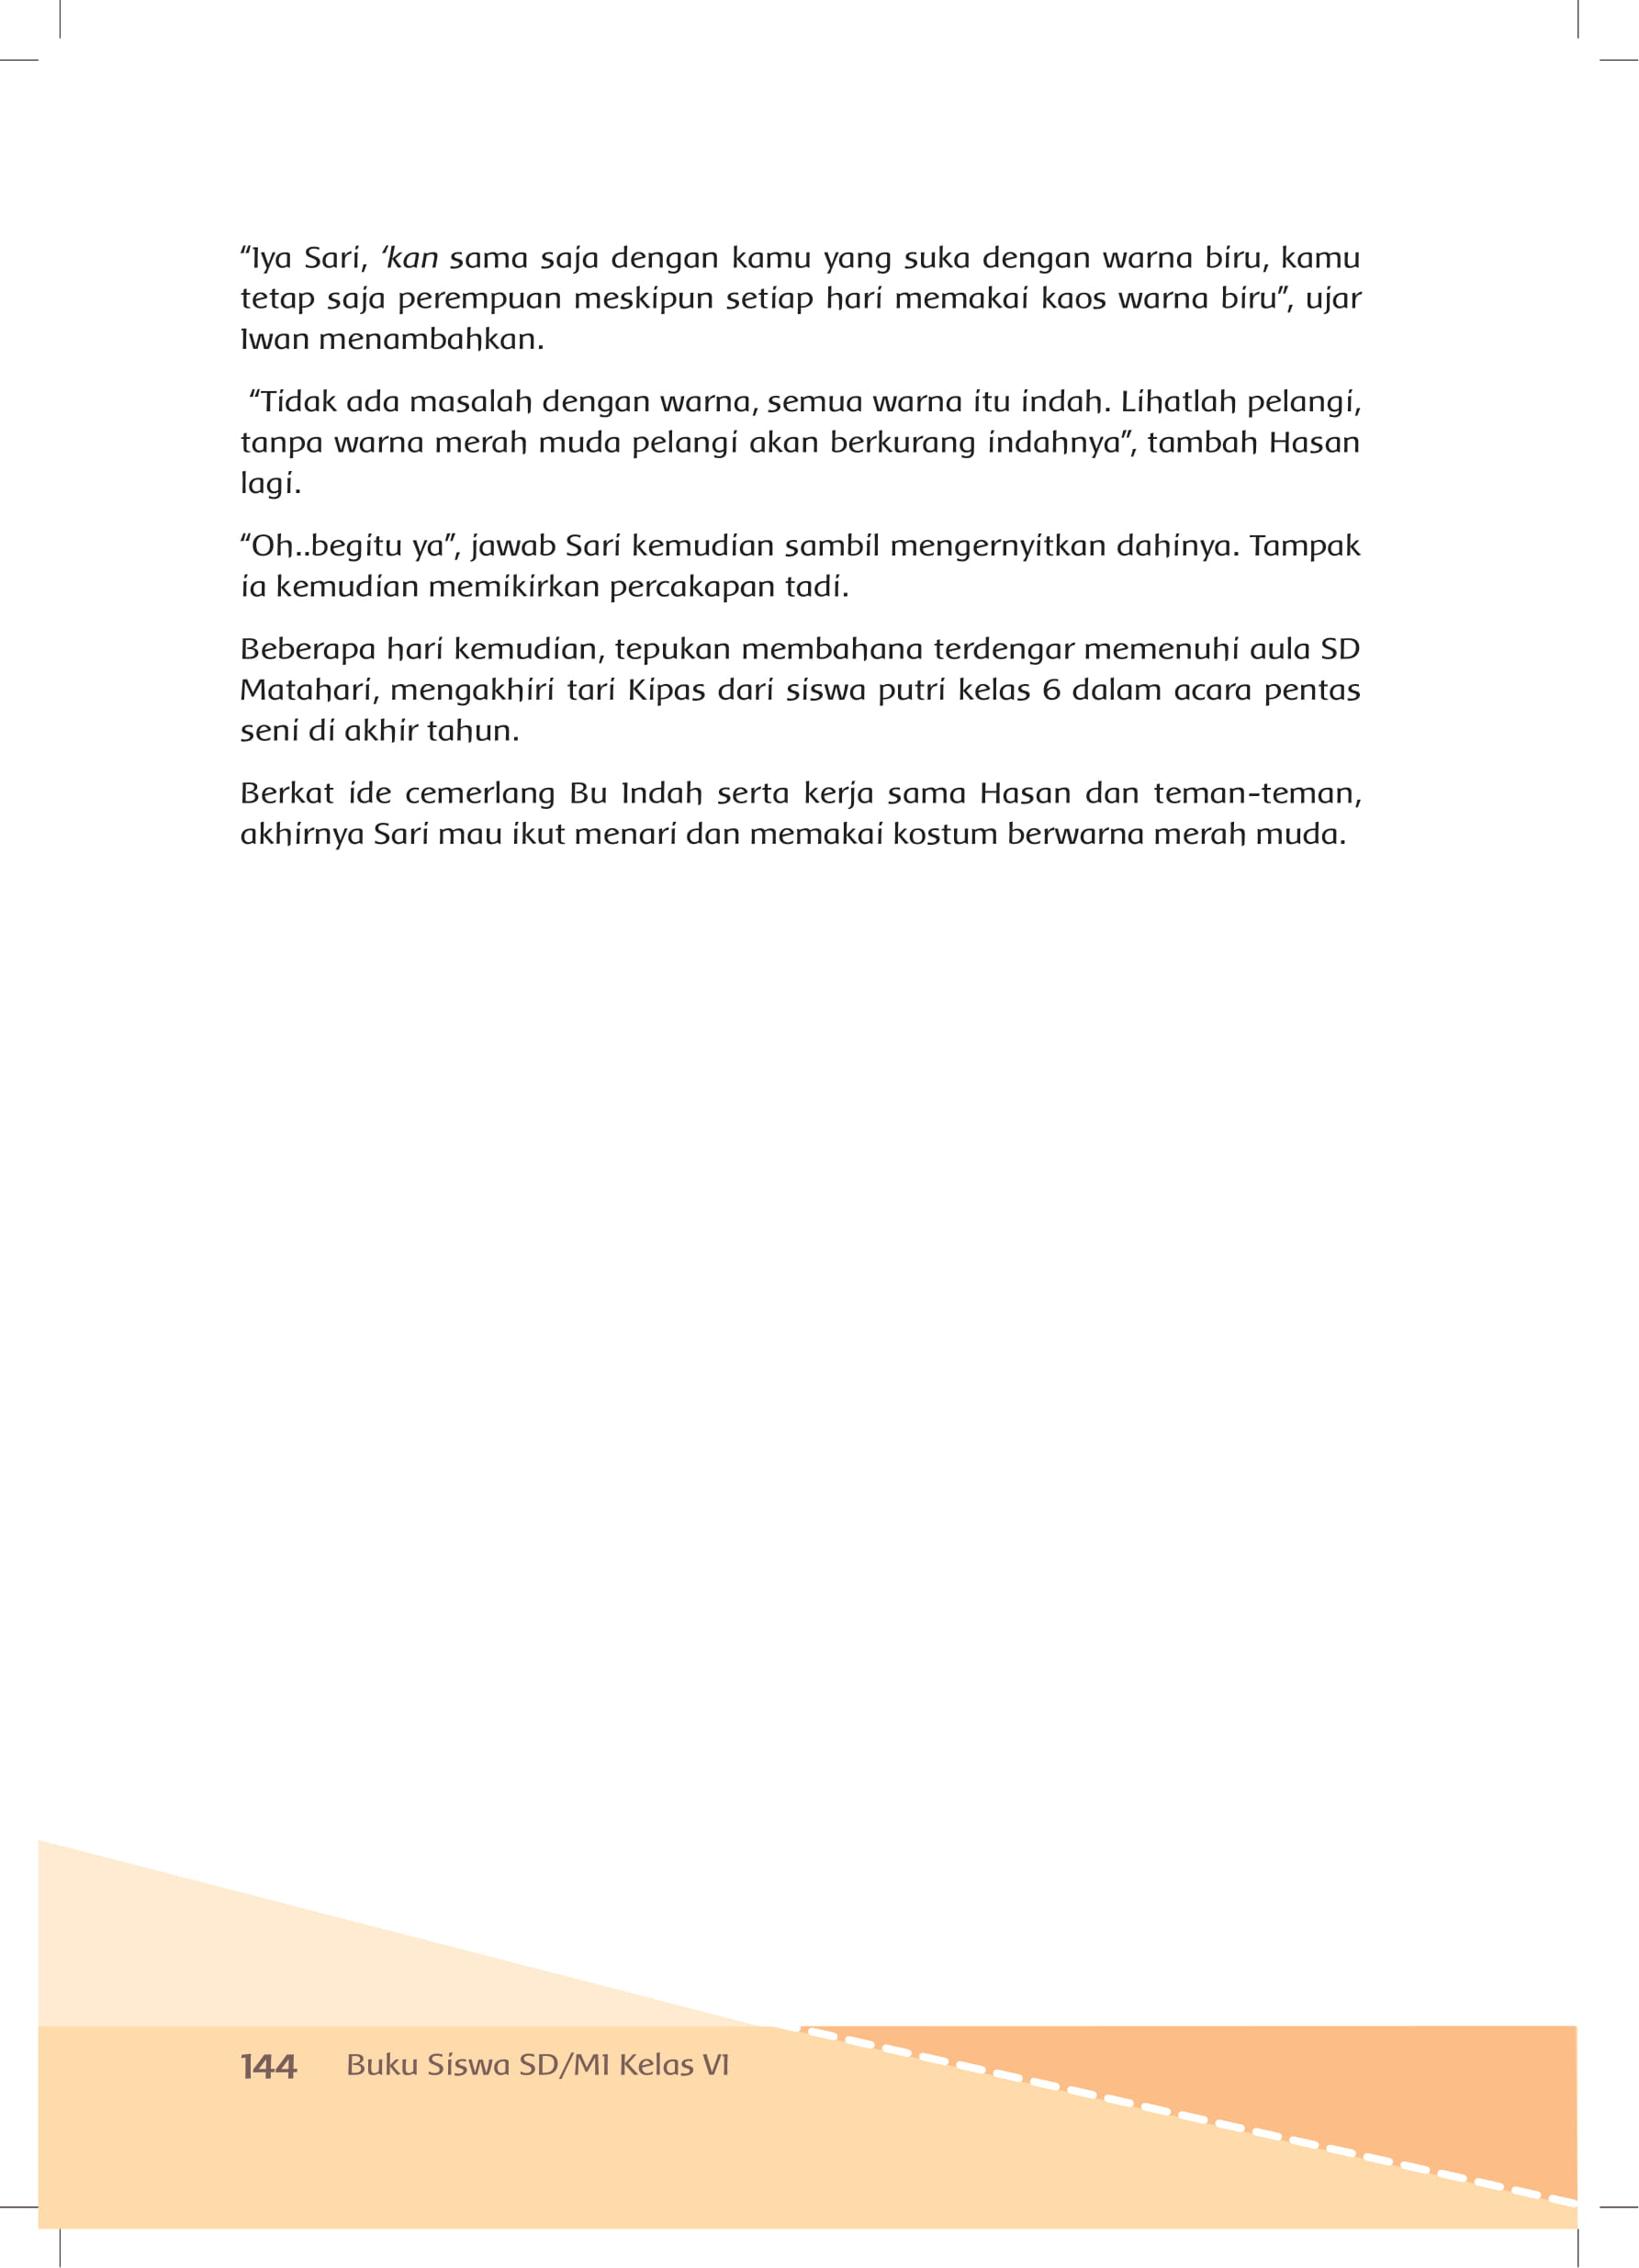 “Iya Sari, ‘kan sama saja dengan kamu yang suka dengan warna biru, kamu
tetap saja perempuan meskipun setiap hari memakai kaos warna biru”, ujar
Iwan menambahkan.
“Tidak ada masalah dengan warna, semua warna itu indah. Lihatlah pelangi,
tanpa warna merah muda pelangi akan berkurang indahnya”, tambah Hasan
lagi.
“Oh..begitu ya”, jawab Sari kemudian sambil mengernyitkan dahinya. Tampak
ia kemudian memikirkan percakapan tadi.
Beberapa hari kemudian, tepukan membahana terdengar memenuhi aula SD
Matahari, mengakhiri tari Kipas dari siswa putri kelas 6 dalam acara pentas
seni di akhir tahun.
Berkat ide cemerlang Bu Indah serta kerja sama Hasan dan teman-teman,
akhirnya Sari mau ikut menari dan memakai kostum berwarna merah muda.
144 Buku Siswa SD/MI Kelas VI